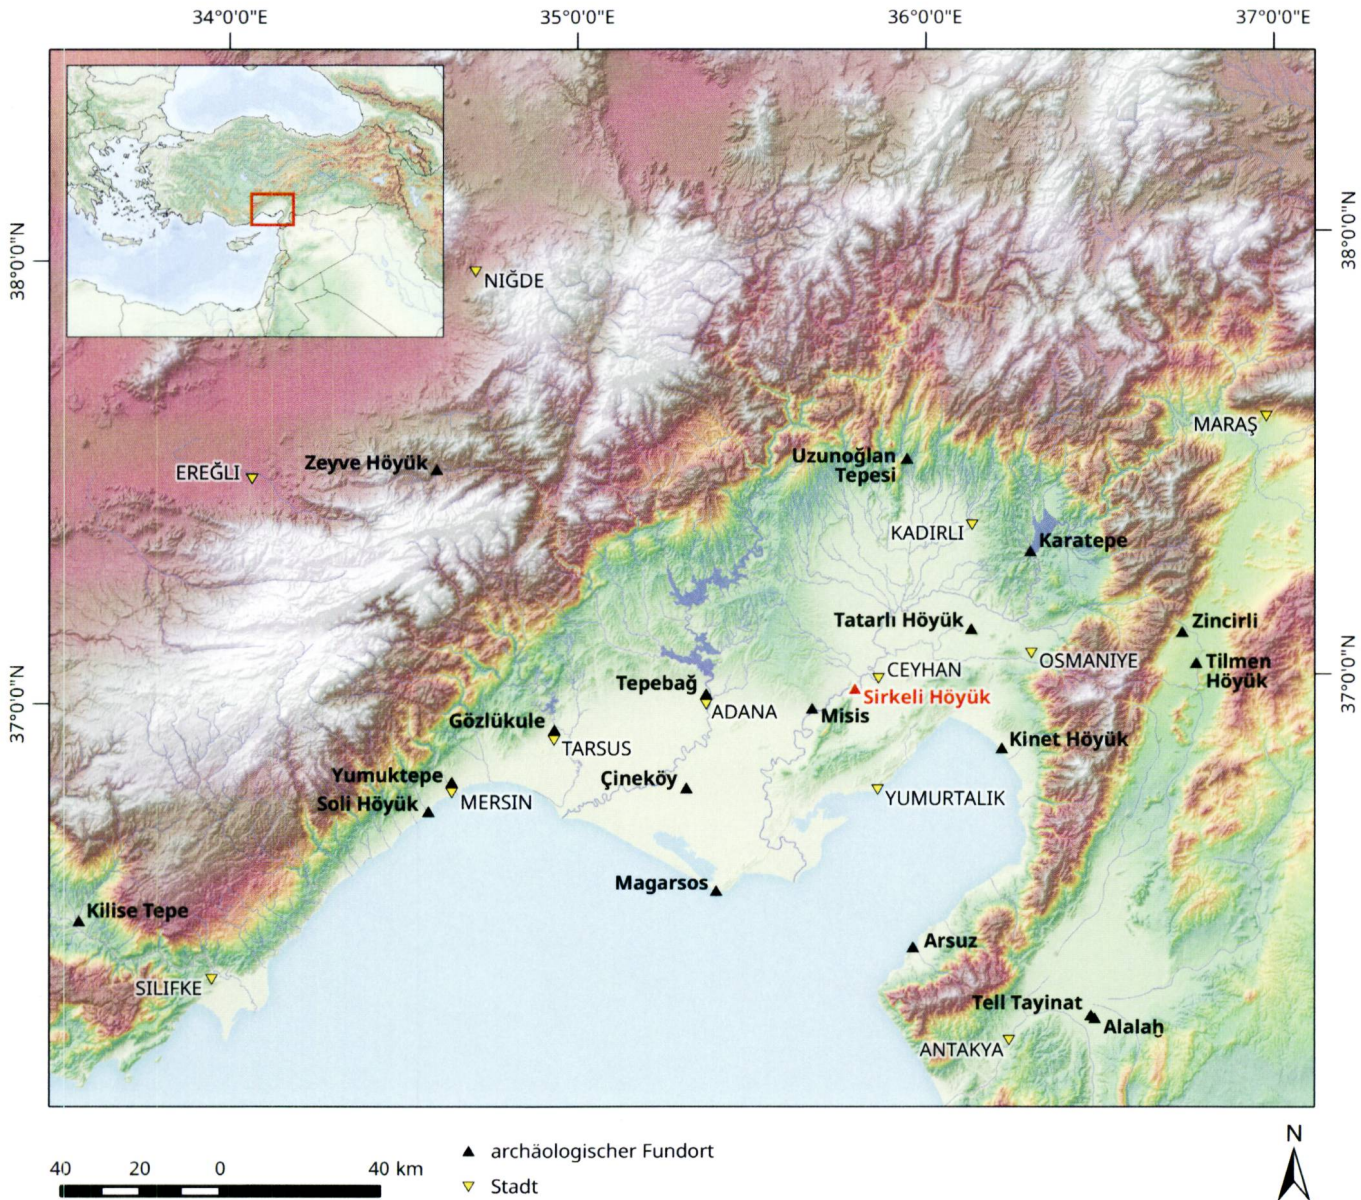 34°0'0"E
35°0'0"E
36°0'0"E
37°0'0"E
38°0'0"N
38°0'0"N
NIĞDE
MARAŞ
EREĞLI
Zeyve Höyük
Uzunoğlan
Tepesi
KADIRLI
Karatepe
Tatarlı Höyük
Zincirli
OSMANIYE
Tilmen
Höyük
CEYHAN
Sirkeli Höyük
37°0'0"N
37°0'0"N
Tepebağ
ADANA
Misis
Gözlükule
TARSUS
Kinet Höyük
Yumuktepe
MERSIN
Çineköy
YUMURTALIK
Soli Höyük
Magarsos
Kilise Tepe
Arsuz
SILIFKE
Tell Tayinat
Alalaḫ
ANTAKYA
N
archäologischer Fundort
40 20 0 40 km
Stadt